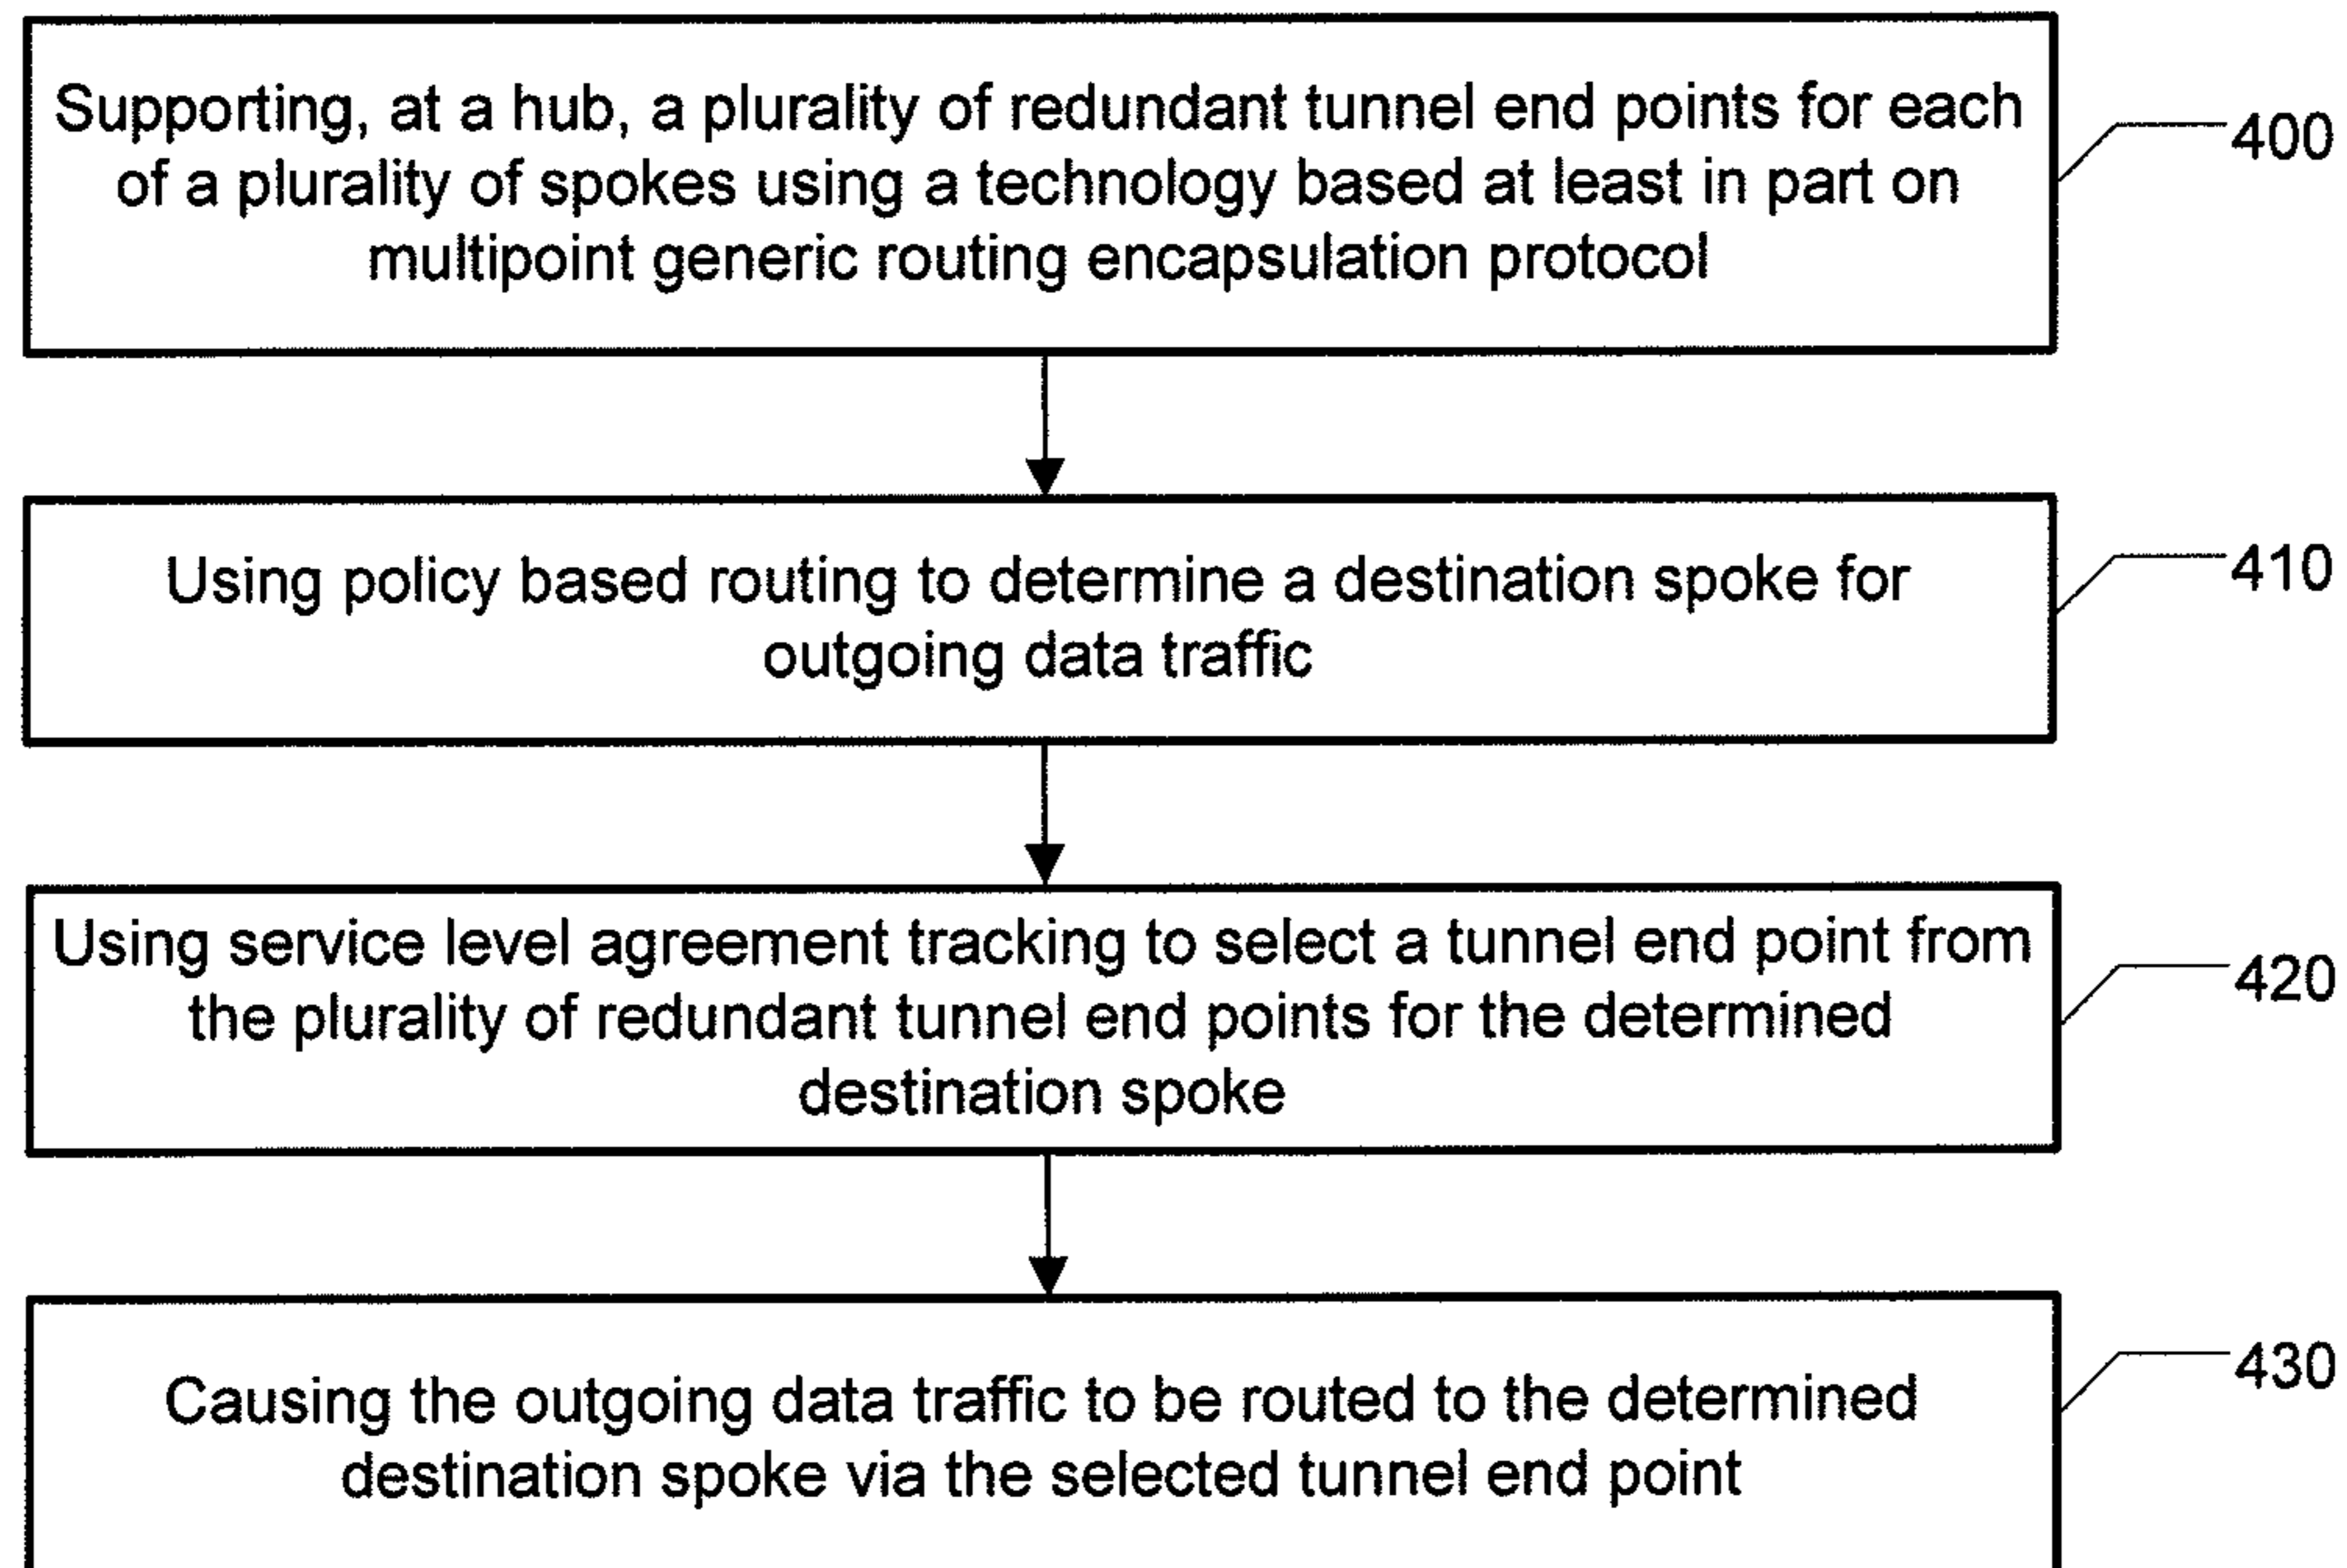 Supporting, at a hub, a plurality of redundant tunnel end points for each
of a plurality of spokes using a technology based at least in part on
multipoint generic routing encapsulation protocol
400
Using policy based routing to determine a destination spoke for
outgoing data traffic
410
Using service level agreement tracking to select a tunnel end point from
the plurality of redundant tunnel end points for the determined
destination spoke
420
Causing the outgoing data traffic to be routed to the determined
destination spoke via the selected tunnel end point
430